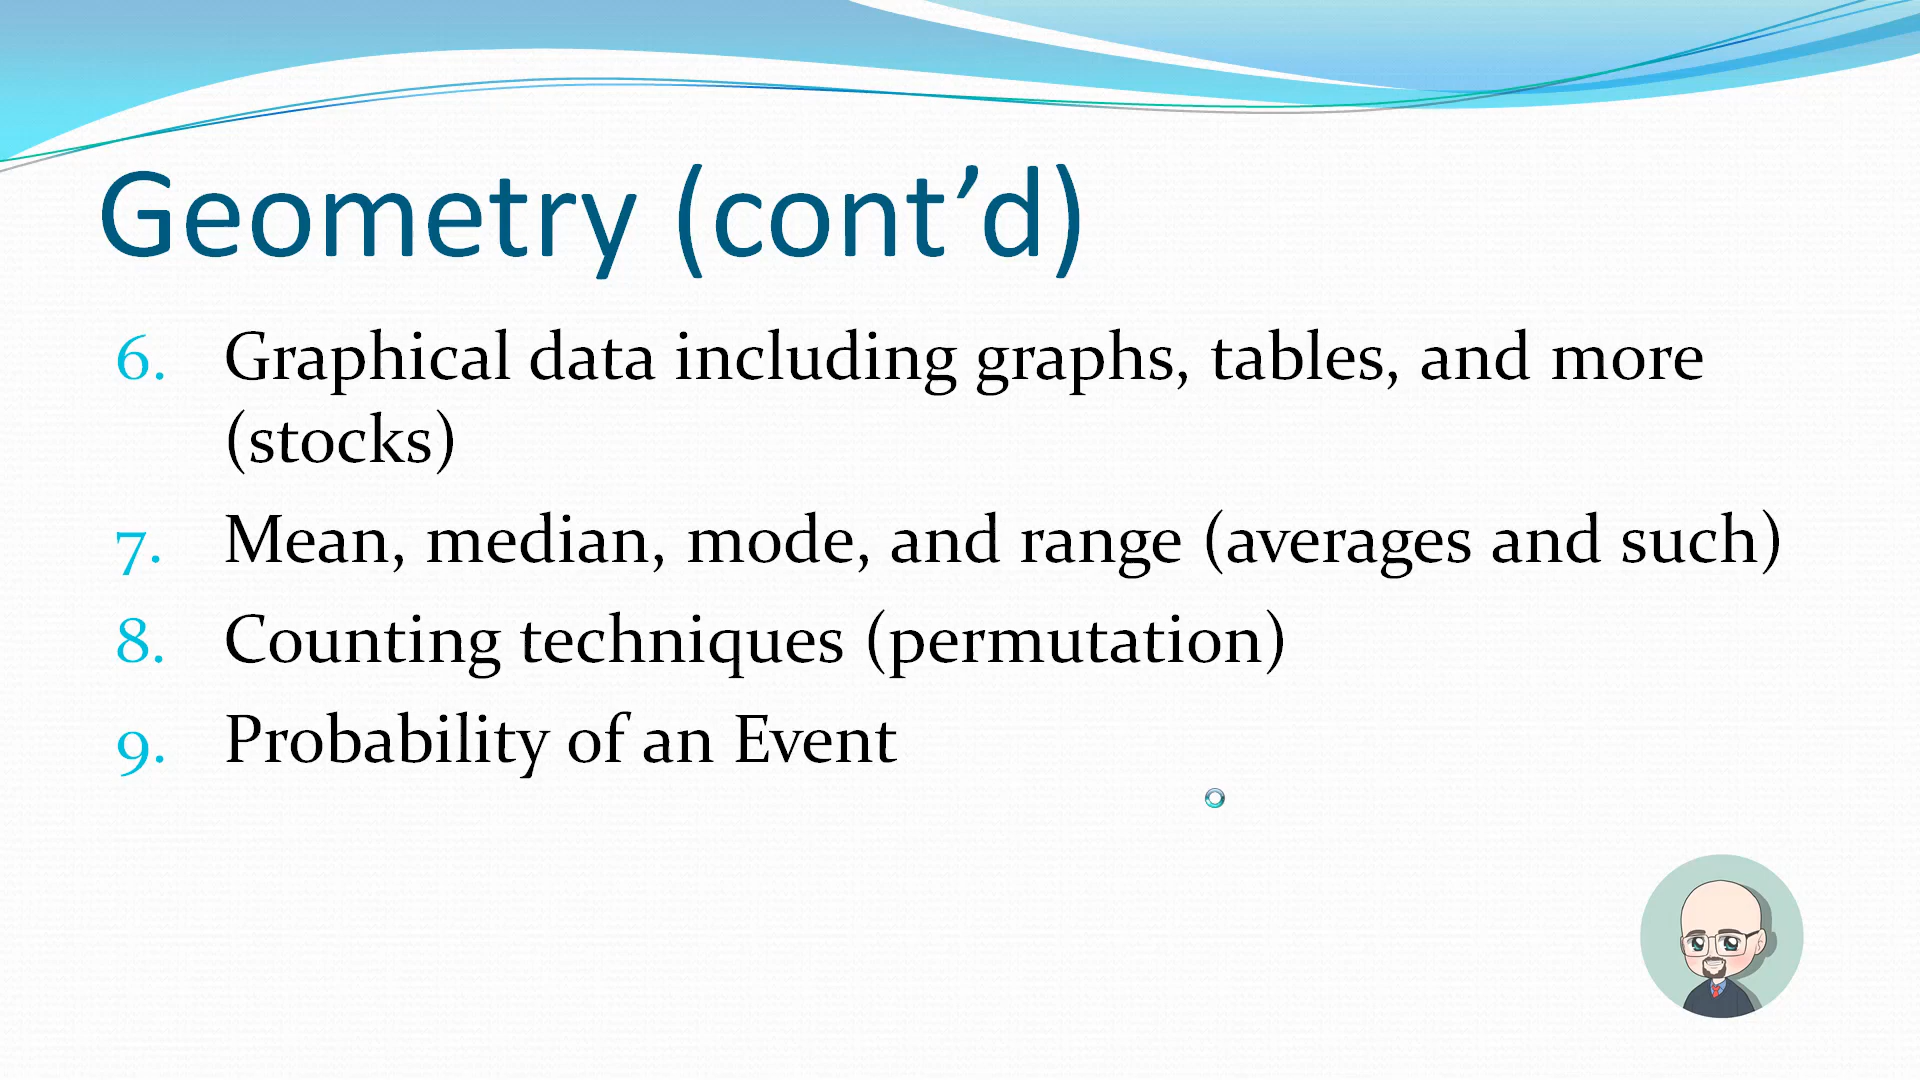 Geometry (cont’d)
6. Graphical data including graphs, tables, and more
(stocks)
7. Mean, median, mode, and range (averages and such)
8. Counting techniques (permutation)
9. Probability of an Event